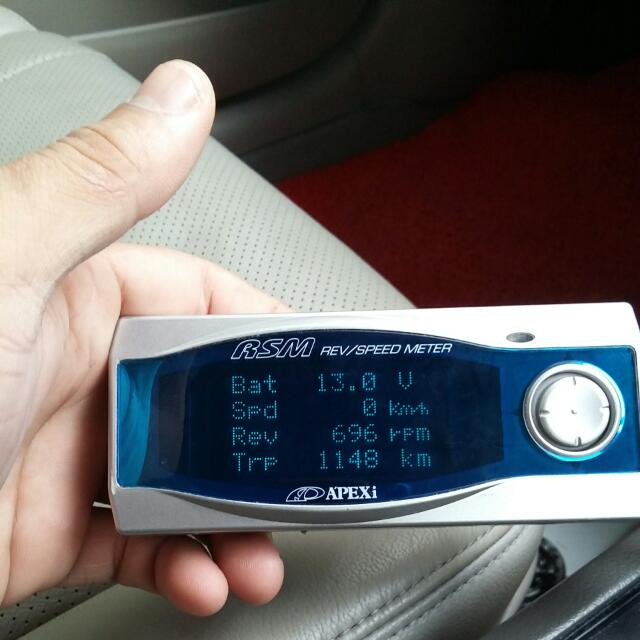 RSM REV/SPEED METER
Bat 13.0 V
Spd 0 km/h
Rev 696 rpm
Trp 1148 km
APEXi